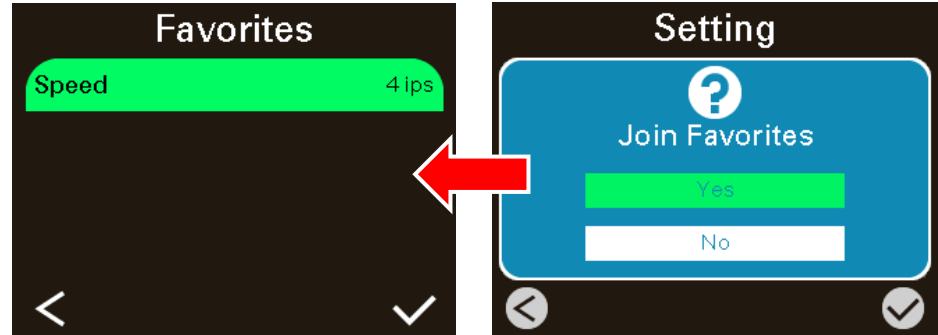 Favorites
Speed 4 ips
Setting
?
Join Favorites
Yes
No